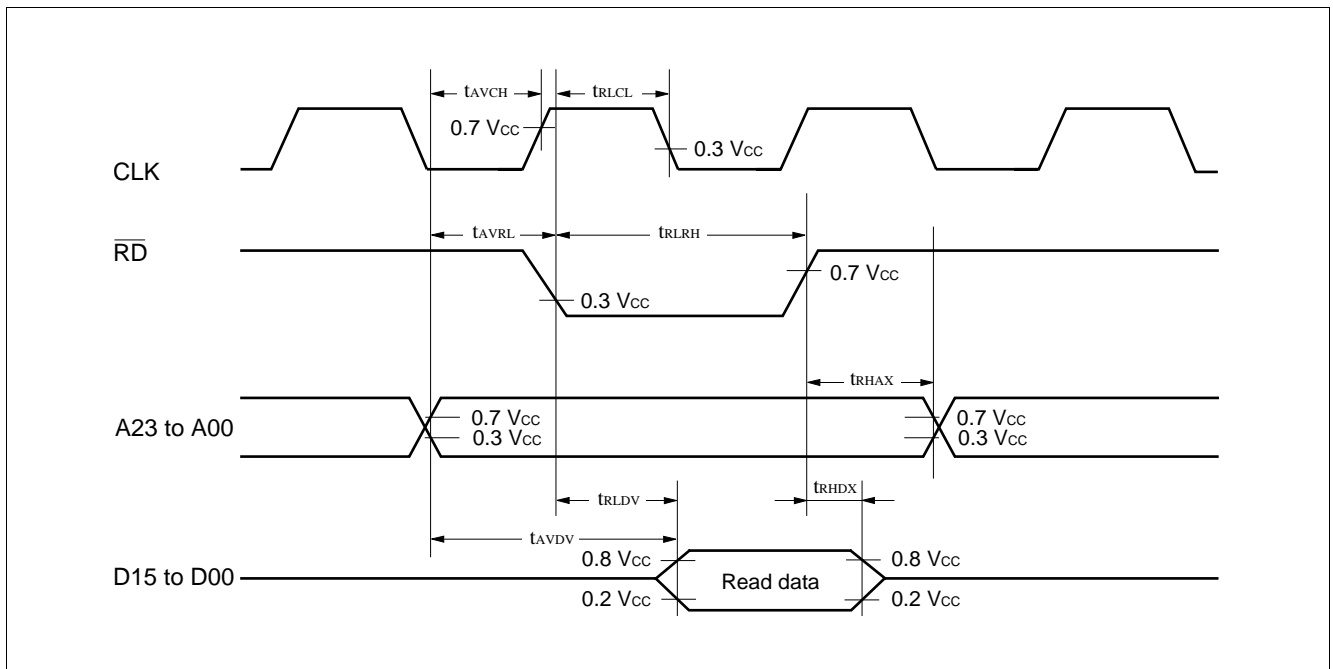 tAVCH
tRLCL
0.7 VCC
0.3 VCC
CLK
tAVRL
tRLRH
RD
0.7 VCC
0.3 VCC
tRHAX
A23 to A00
0.7 VCC
0.3 VCC
0.7 VCC
0.3 VCC
tRLDV
tRHDX
tAVDV
0.8 VCC
0.8 VCC
D15 to D00
Read data
0.2 VCC
0.2 VCC